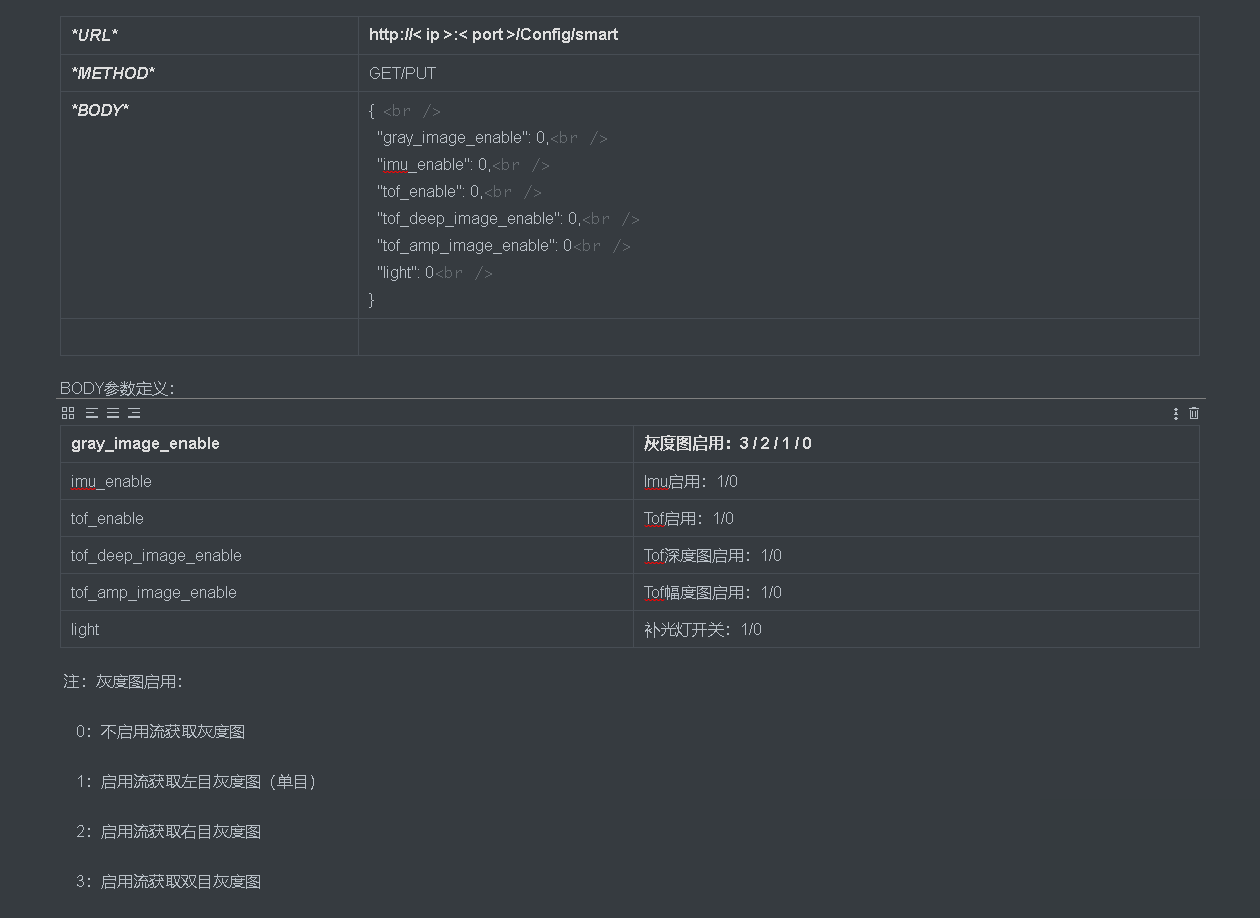 *URL* http://< ip >:< port >/Config/smart
*METHOD* GET/PUT
*BODY* { <br />
"gray_image_enable": 0,<br />
"imu_enable": 0,<br />
"tof_enable": 0,<br />
"tof_deep_image_enable": 0,<br />
"tof_amp_image_enable": 0<br />
"light": 0<br />
}
BODY参数定义：
gray_image_enable 灰度图启用：3 / 2 / 1 / 0
imu_enable Imu启用：1/0
tof_enable Tof启用：1/0
tof_deep_image_enable Tof深度图启用：1/0
tof_amp_image_enable Tof幅度图启用：1/0
light 补光灯开关：1/0
注：灰度图启用：
0：不启用流获取灰度图
1：启用流获取左目灰度图（单目）
2：启用流获取右目灰度图
3：启用流获取双目灰度图